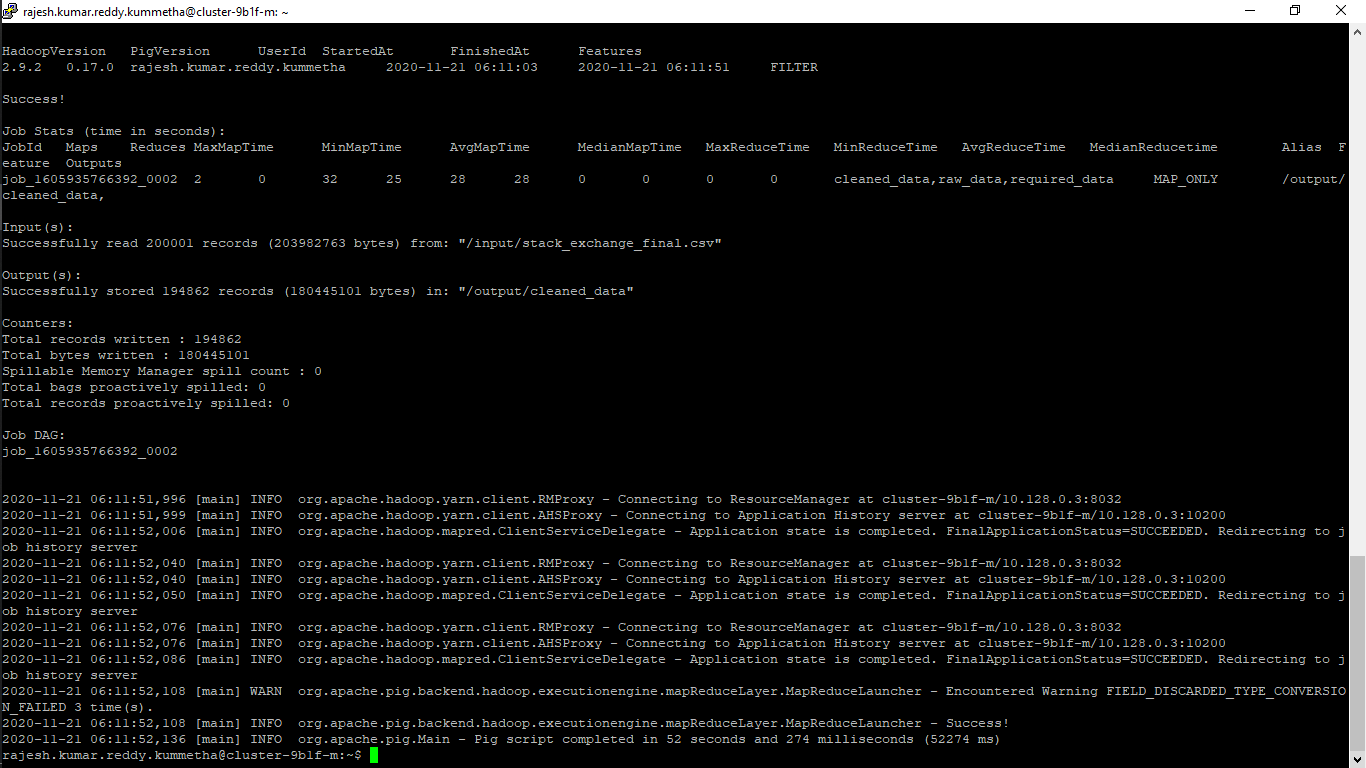 rajesh.kumar.reddy.kummetha@cluster-9b1f-m: ~
HadoopVersion PigVersion UserId StartedAt FinishedAt Features
2.9.2 0.17.0 rajesh.kumar.reddy.kummetha 2020-11-21 06:11:03 2020-11-21 06:11:51 FILTER
Success!
Job Stats (time in seconds):
JobId Maps Reduces MaxMapTime MinMapTime AvgMapTime MedianMapTime MaxReduceTime MinReduceTime AvgReduceTime MedianReducetime Alias F
eature Outputs
job_1605935766392_0002 2 0 32 25 28 28 0 0 0 0 cleaned_data,raw_data,required_data MAP_ONLY /output/
cleaned_data,
Input(s):
Successfully read 200001 records (203982763 bytes) from: "/input/stack_exchange_final.csv"
Output(s):
Successfully stored 194862 records (180445101 bytes) in: "/output/cleaned_data"
Counters:
Total records written : 194862
Total bytes written : 180445101
Spillable Memory Manager spill count : 0
Total bags proactively spilled: 0
Total records proactively spilled: 0
Job DAG:
job_1605935766392_0002
2020-11-21 06:11:51,996 [main] INFO org.apache.hadoop.yarn.client.RMProxy - Connecting to ResourceManager at cluster-9b1f-m/10.128.0.3:8032
2020-11-21 06:11:51,999 [main] INFO org.apache.hadoop.yarn.client.AHSProxy - Connecting to Application History server at cluster-9b1f-m/10.128.0.3:10200
2020-11-21 06:11:52,006 [main] INFO org.apache.hadoop.mapred.ClientServiceDelegate - Application state is completed. FinalApplicationStatus=SUCCEEDED. Redirecting to j
ob history server
2020-11-21 06:11:52,040 [main] INFO org.apache.hadoop.yarn.client.RMProxy - Connecting to ResourceManager at cluster-9b1f-m/10.128.0.3:8032
2020-11-21 06:11:52,040 [main] INFO org.apache.hadoop.yarn.client.AHSProxy - Connecting to Application History server at cluster-9b1f-m/10.128.0.3:10200
2020-11-21 06:11:52,050 [main] INFO org.apache.hadoop.mapred.ClientServiceDelegate - Application state is completed. FinalApplicationStatus=SUCCEEDED. Redirecting to j
ob history server
2020-11-21 06:11:52,076 [main] INFO org.apache.hadoop.yarn.client.RMProxy - Connecting to ResourceManager at cluster-9b1f-m/10.128.0.3:8032
2020-11-21 06:11:52,076 [main] INFO org.apache.hadoop.yarn.client.AHSProxy - Connecting to Application History server at cluster-9b1f-m/10.128.0.3:10200
2020-11-21 06:11:52,086 [main] INFO org.apache.hadoop.mapred.ClientServiceDelegate - Application state is completed. FinalApplicationStatus=SUCCEEDED. Redirecting to j
ob history server
2020-11-21 06:11:52,108 [main] WARN org.apache.pig.backend.hadoop.executionengine.mapReduceLayer.MapReduceLauncher - Encountered Warning FIELD_DISCARDED_TYPE_CONVERSIO
N_FAILED 3 time(s).
2020-11-21 06:11:52,108 [main] INFO org.apache.pig.backend.hadoop.executionengine.mapReduceLayer.MapReduceLauncher - Success!
2020-11-21 06:11:52,136 [main] INFO org.apache.pig.Main - Pig script completed in 52 seconds and 274 milliseconds (52274 ms)
rajesh.kumar.reddy.kummetha@cluster-9b1f-m:~$